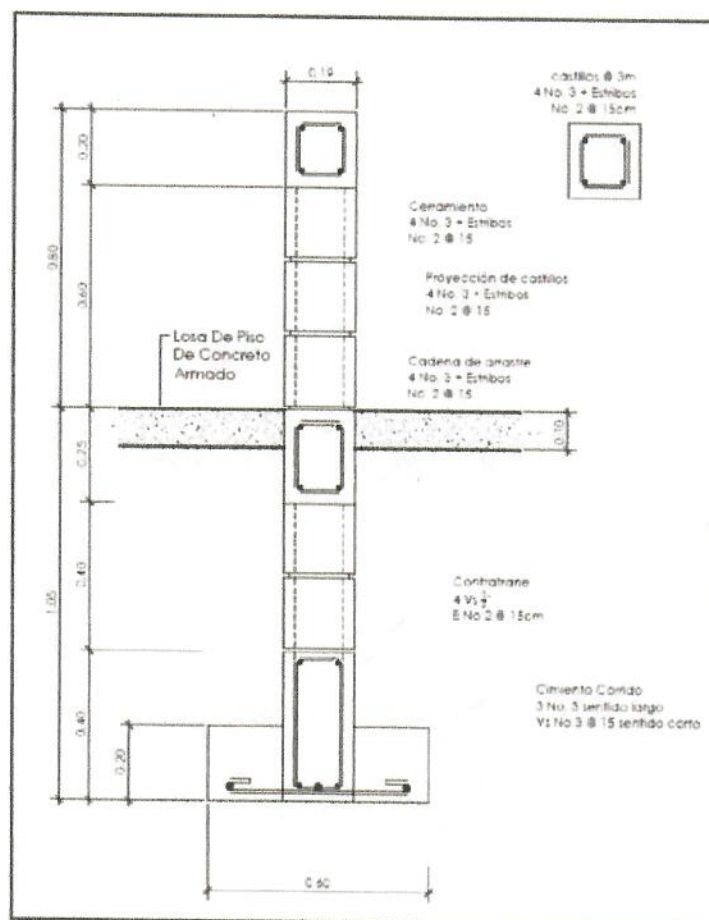 0.19
castillos @ 3m
4 No. 3 + Estribos
No. 2 @ 15cm
0.20
0.80
0.60
Cerramiento
4 No. 3 + Estribos
No. 2 @ 15
Proyección de castillos
4 No. 3 + Estribos
No. 2 @ 15
Losa De Piso
De Concreto
Armado
Cadena de arrastre
4 No. 3 + Estribos
No. 2 @ 15
0.10
0.25
1.05
0.40
Contratrabe
4 Vs
E No 2 @ 15cm
0.40
0.20
Cimiento Corrido
3 No. 3 sentido largo
Vs No 3 @ 15 sentido corto
0.60